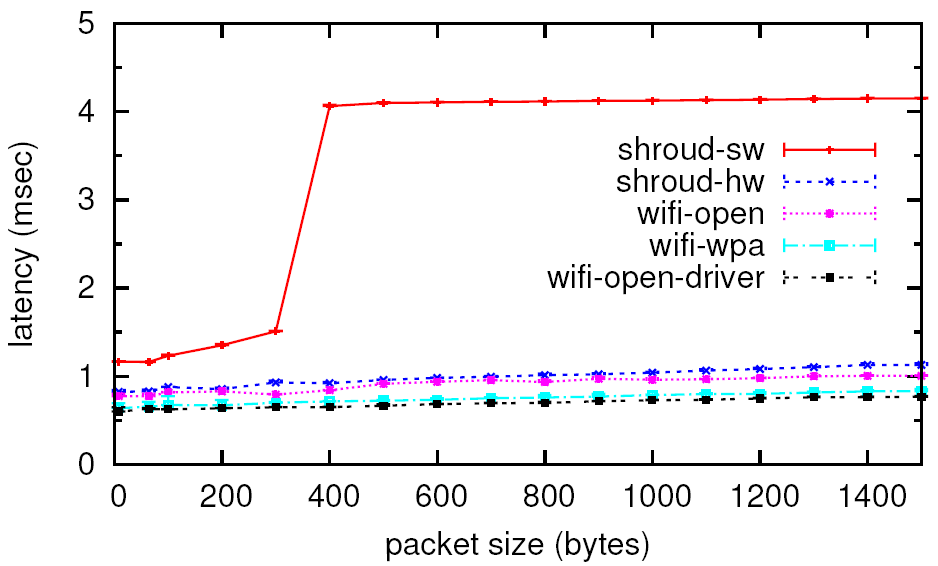 5
4
3
2
1
0
latency (msec)
shroud-sw
shroud-hw
wifi-open
wifi-wpa
wifi-open-driver
0 200 400 600 800 1000 1200 1400
packet size (bytes)